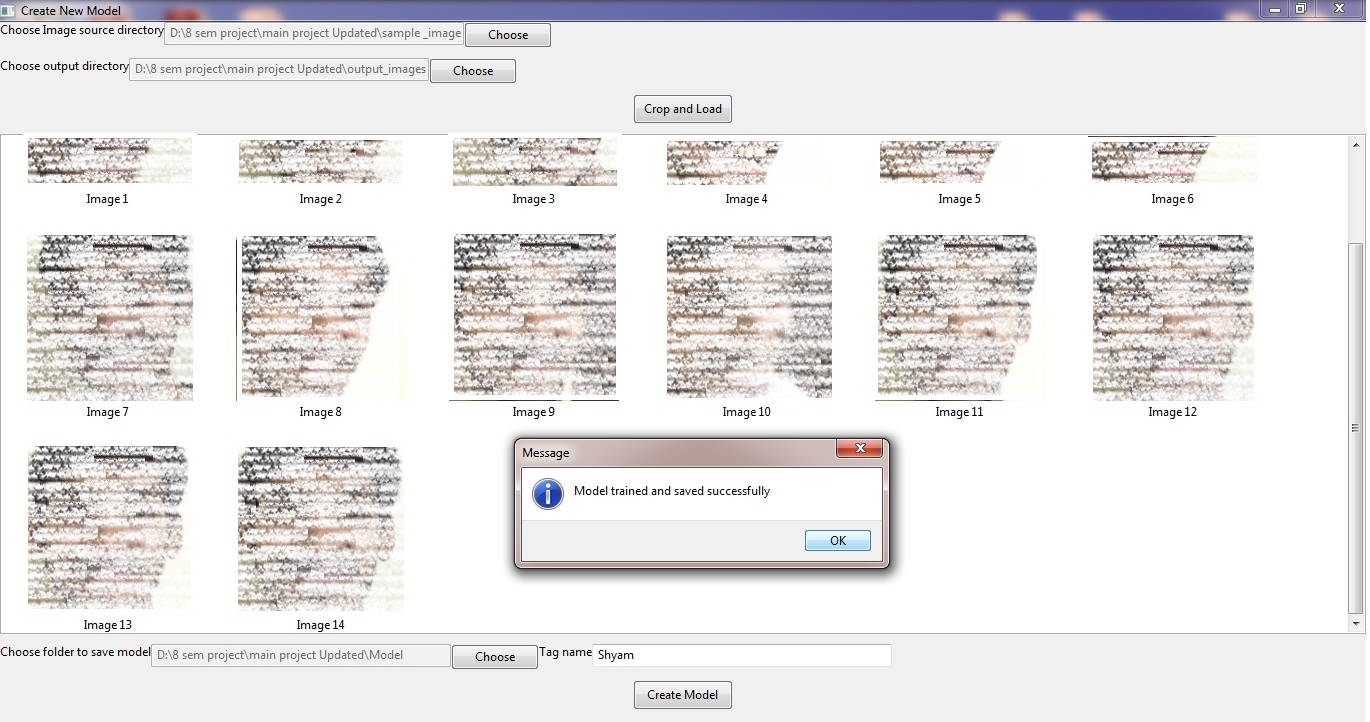 Create New Model
Choose Image source directory D:\8 sem project\main project Updated\sample _image Choose
Choose output directory D:\8 sem project\main project Updated\output_images Choose
Crop and Load
Image 1 Image 2 Image 3 Image 4 Image 5 Image 6
Image 7 Image 8 Image 9 Image 10 Image 11 Image 12
Message
Model trained and saved successfully
OK
Image 13 Image 14
Choose folder to save model D:\8 sem project\main project Updated\Model Choose Tag name Shyam
Create Model